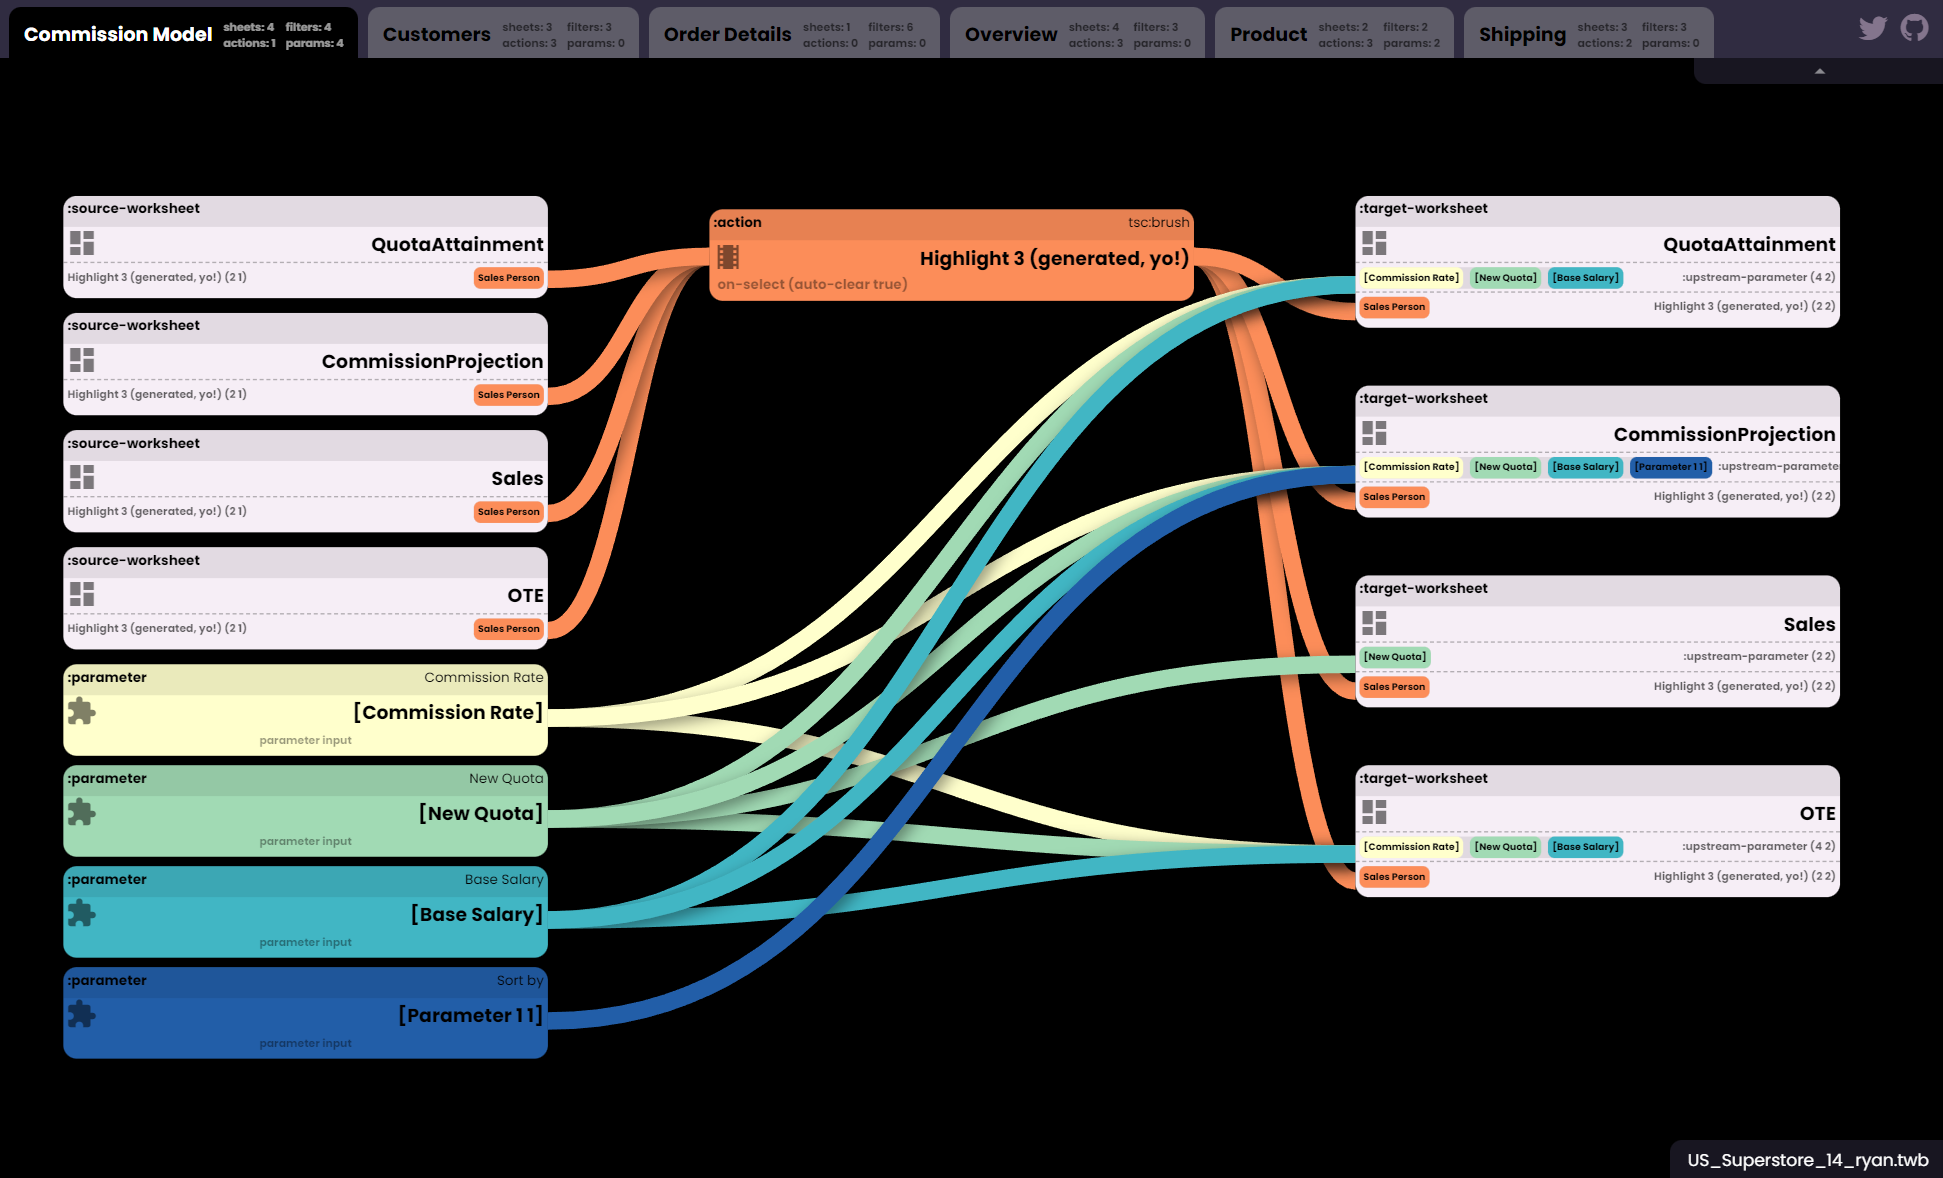 Commission Model sheets: 4 filters: 4
actions: 1 params: 4
Customers sheets: 3 filters: 3
actions: 3 params: 0
Order Details sheets: 1 filters: 6
actions: 0 params: 0
Overview sheets: 4 filters: 3
actions: 3 params: 0
Product sheets: 2 filters: 2
actions: 3 params: 2
Shipping sheets: 3 filters: 3
actions: 2 params: 0
:source-worksheet
QuotaAttainment
Highlight 3 (generated, yo!) (2 1) Sales Person
:source-worksheet
CommissionProjection
Highlight 3 (generated, yo!) (2 1) Sales Person
:source-worksheet
Sales
Highlight 3 (generated, yo!) (2 1) Sales Person
:source-worksheet
OTE
Highlight 3 (generated, yo!) (2 1) Sales Person
:parameter Commission Rate
[Commission Rate]
parameter input
:parameter New Quota
[New Quota]
parameter input
:parameter Base Salary
[Base Salary]
parameter input
:parameter Sort by
[Parameter 1 1]
parameter input
:action tsc:brush
Highlight 3 (generated, yo!)
on-select (auto-clear true)
:target-worksheet
QuotaAttainment
[Commission Rate] [New Quota] [Base Salary] :upstream-parameter (4 2)
Sales Person Highlight 3 (generated, yo!) (2 2)
:target-worksheet
CommissionProjection
[Commission Rate] [New Quota] [Base Salary] [Parameter 1 1] :upstream-paramete
Sales Person Highlight 3 (generated, yo!) (2 2)
:target-worksheet
Sales
[New Quota] :upstream-parameter (2 2)
Sales Person Highlight 3 (generated, yo!) (2 2)
:target-worksheet
OTE
[Commission Rate] [New Quota] [Base Salary] :upstream-parameter (4 2)
Sales Person Highlight 3 (generated, yo!) (2 2)
US_Superstore_14_ryan.twb